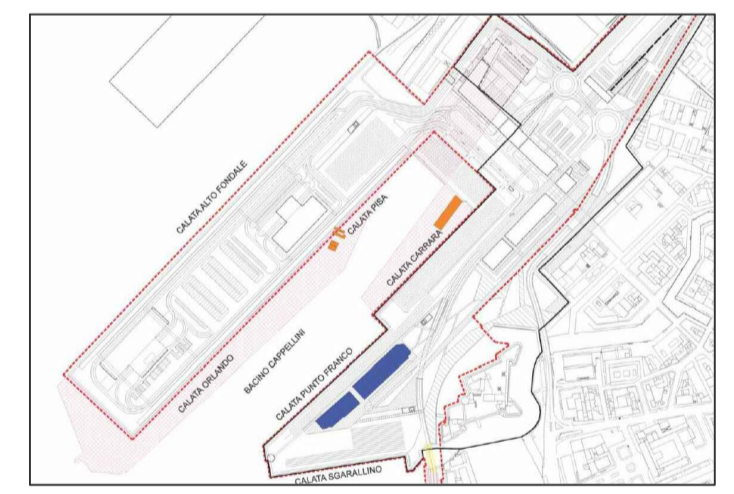 CALATA ALTO FONDALE
CALATA PISA
CALATA CARRARA
CALATA ORLANDO
BACINO CAPPELLINI
CALATA PUNTO FRANCO
CALATA SGARALLINO